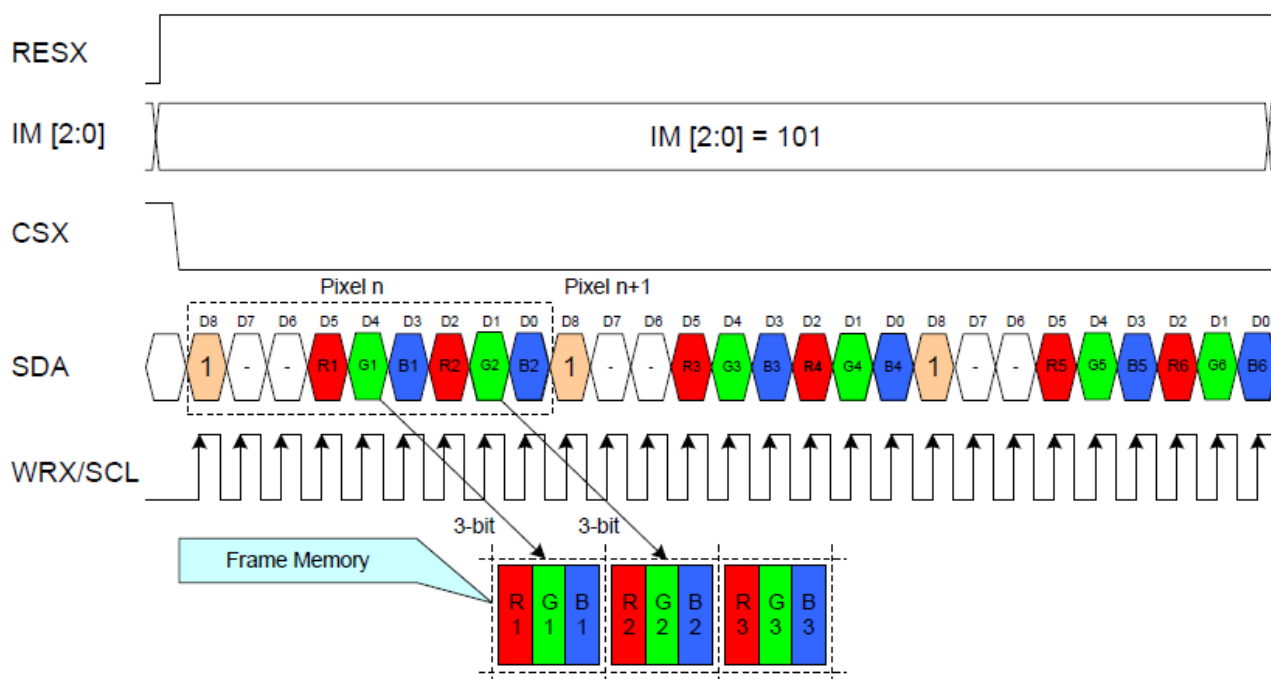 RESX
IM [2:0]
IM [2:0] = 101
CSX
Pixel n Pixel n+1
D8 D7 D6 D5 D4 D3 D2 D1 D0 D8 D7 D6 D5 D4 D3 D2 D1 D0 D8 D7 D6 D5 D4 D3 D2 D1 D0
SDA 1 - - R1 G1 B1 R2 G2 B2 1 - - R3 G3 B3 R4 G4 B4 1 - - R5 G5 B5 R6 G6 B6
WRX/SCL
3-bit 3-bit
Frame Memory
R G B R G B R G B
1 1 1 2 2 2 3 3 3